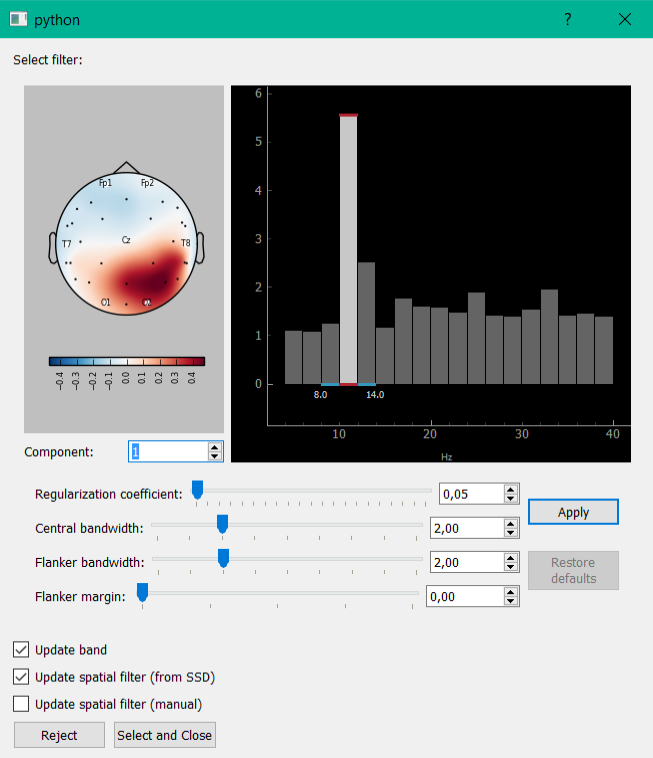 python
Select filter:
Fp1 Fp2
T7 Cz T8
O1 O2
-0.4 -0.3 -0.2 -0.1 0.0 0.1 0.2 0.3 0.4
6
5
4
3
2
1
0
8.0 14.0
10 20 30 40
Hz
Component: 1
Regularization coefficient: 0,05
Apply
Central bandwidth: 2,00
Flanker bandwidth: 2,00
Restore
defaults
Flanker margin: 0,00
Update band
Update spatial filter (from SSD)
Update spatial filter (manual)
Reject Select and Close